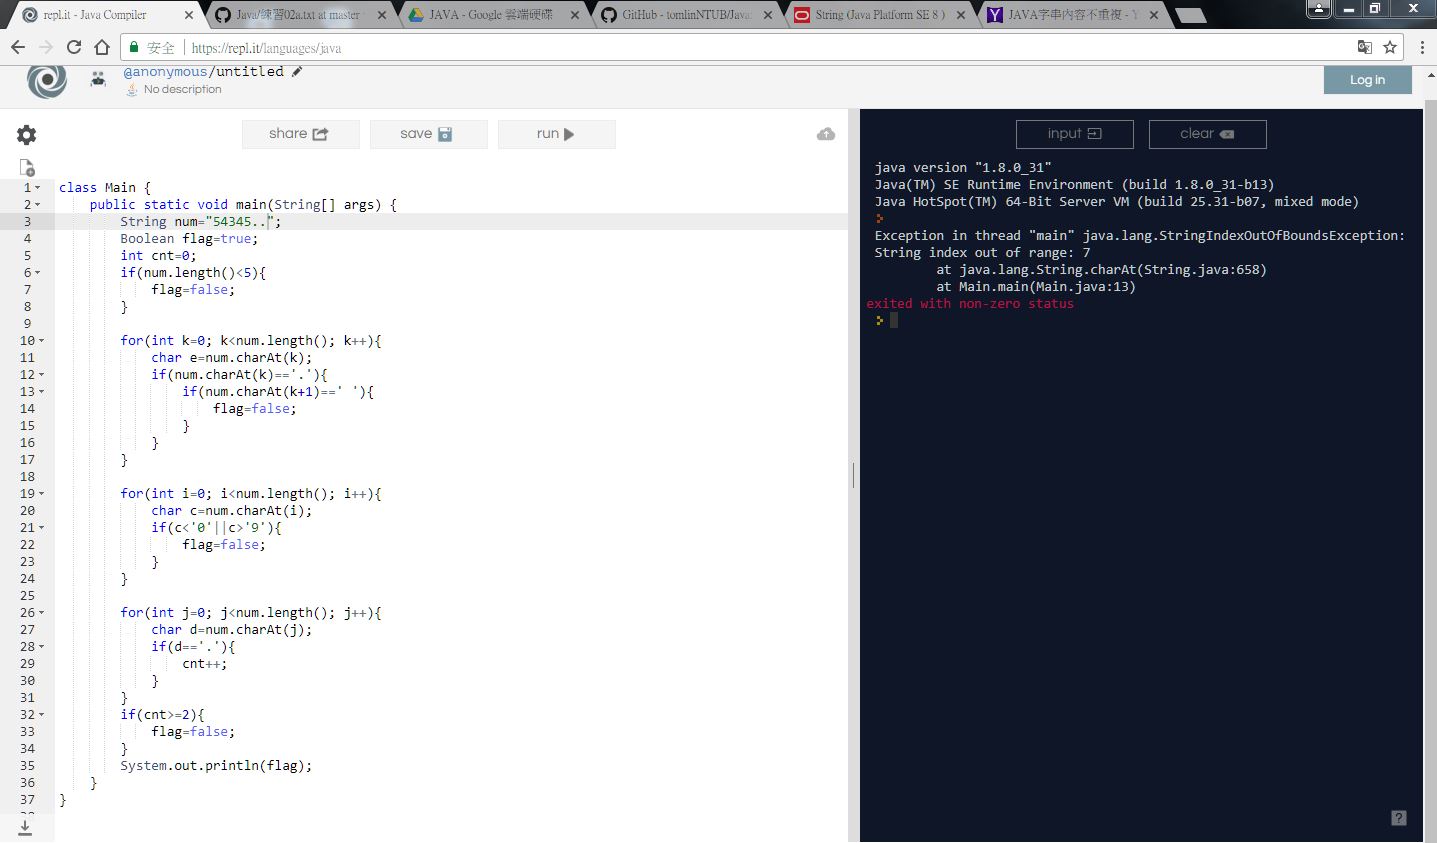 repl.it - Java Compiler
Java/練習02a.txt at master
JAVA - Google 雲端硬碟
GitHub - tomlinNTUB/Java:
String (Java Platform SE 8 )
JAVA字串內容不重複 - Y
安全 https://repl.it/languages/java
@anonymous/untitled
No description
Log in
share
save
run
input
clear
1 class Main {
2 public static void main(String[] args) {
3 String num="54345..";
4 Boolean flag=true;
5 int cnt=0;
6 if(num.length()<5){
7 flag=false;
8 }
9
10 for(int k=0; k<num.length(); k++){
11 char e=num.charAt(k);
12 if(num.charAt(k)=='.'){
13 if(num.charAt(k+1)==' '){
14 flag=false;
15 }
16 }
17 }
18
19 for(int i=0; i<num.length(); i++){
20 char c=num.charAt(i);
21 if(c<'0'||c>'9'){
22 flag=false;
23 }
24 }
25
26 for(int j=0; j<num.length(); j++){
27 char d=num.charAt(j);
28 if(d=='.'){
29 cnt++;
30 }
31 }
32 if(cnt>=2){
33 flag=false;
34 }
35 System.out.println(flag);
36 }
37 }
java version "1.8.0_31"
Java(TM) SE Runtime Environment (build 1.8.0_31-b13)
Java HotSpot(TM) 64-Bit Server VM (build 25.31-b07, mixed mode)
Exception in thread "main" java.lang.StringIndexOutOfBoundsException:
String index out of range: 7
at java.lang.String.charAt(String.java:658)
at Main.main(Main.java:13)
exited with non-zero status
?